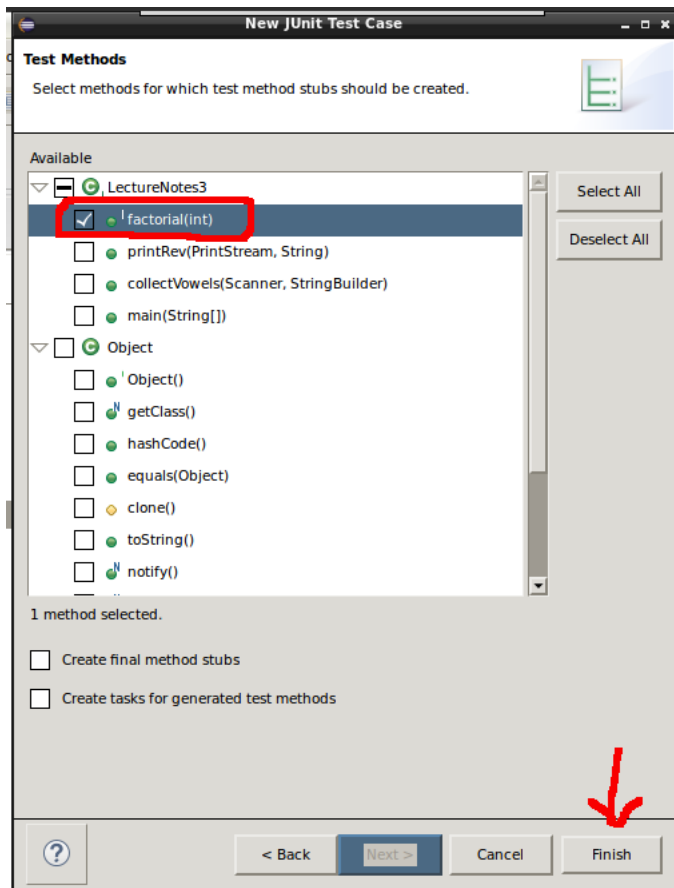 New JUnit Test Case
Test Methods
Select methods for which test method stubs should be created.
Available
LectureNotes3
Select All
factorial(int)
Deselect All
printRev(PrintStream, String)
collectVowels(Scanner, StringBuilder)
main(String[])
Object
Object()
getClass()
hashCode()
equals(Object)
clone()
toString()
notify()
1 method selected.
Create final method stubs
Create tasks for generated test methods
? < Back Next > Cancel Finish